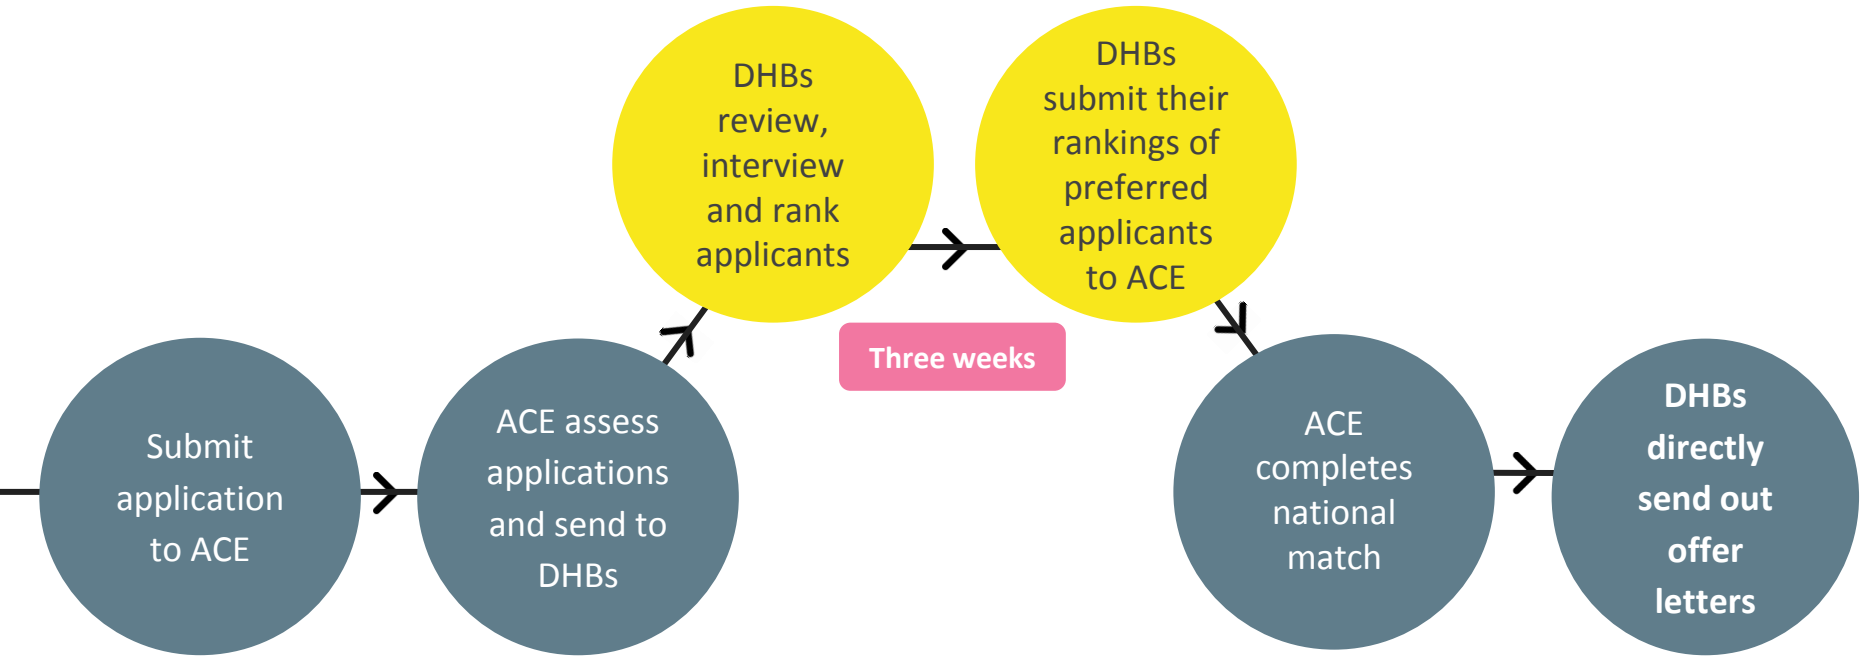 Submit
application
to ACE
ACE assess
applications
and send to
DHBs
DHBs
review,
interview
and rank
applicants
DHBs
submit their
rankings of
preferred
applicants
to ACE
Three weeks
ACE
completes
national
match
DHBs
directly
send out
offer
letters